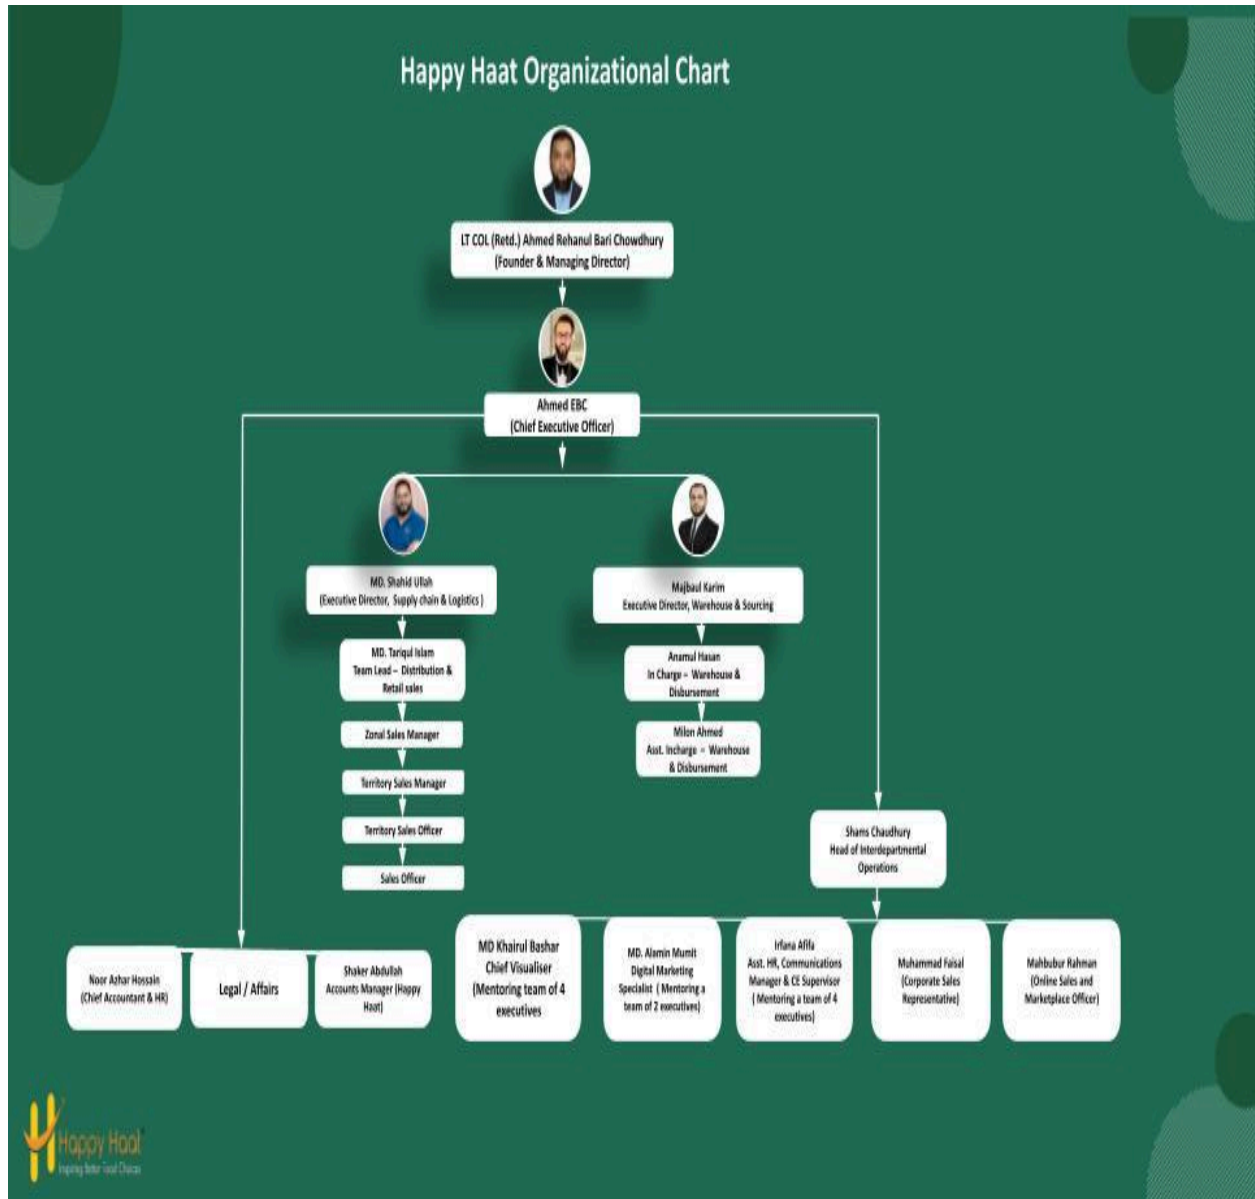 Happy Haat Organizational Chart
LT COL (Retd.) Ahmed Rehanul Bari Chowdhury
(Founder & Managing Director)
Ahmed EBC
(Chief Executive Officer)
MD. Shahid Ullah
(Executive Director, Supply chain & Logistics )
Majbaul Karim
Executive Director, Warehouse & Sourcing
MD. Tariqul Islam
Team Lead – Distribution &
Retail sales
Anamul Hasan
In Charge – Warehouse &
Disbursement
Zonal Sales Manager
Milon Ahmed
Asst. Incharge – Warehouse
& Disbursement
Territory Sales Manager
Territory Sales Officer
Sales Officer
Shams Chaudhury
Head of Interdepartmental
Operations
Noor Azhar Hossain
(Chief Accountant & HR)
Legal / Affairs
Shaker Abdullah
Accounts Manager (Happy
Haat)
MD Khairul Bashar
Chief Visualiser
(Mentoring team of 4
executives
MD. Alamin Mumit
Digital Marketing
Specialist ( Mentoring a
team of 2 executives)
Irfana Afifa
Asst. HR, Communications
Manager & CE Supervisor
( Mentoring a team of 4
executives)
Muhammad Faisal
(Corporate Sales
Representative)
Mahbubur Rahman
(Online Sales and
Marketplace Officer)
Happy Haat
Inspiring Better Food Choices